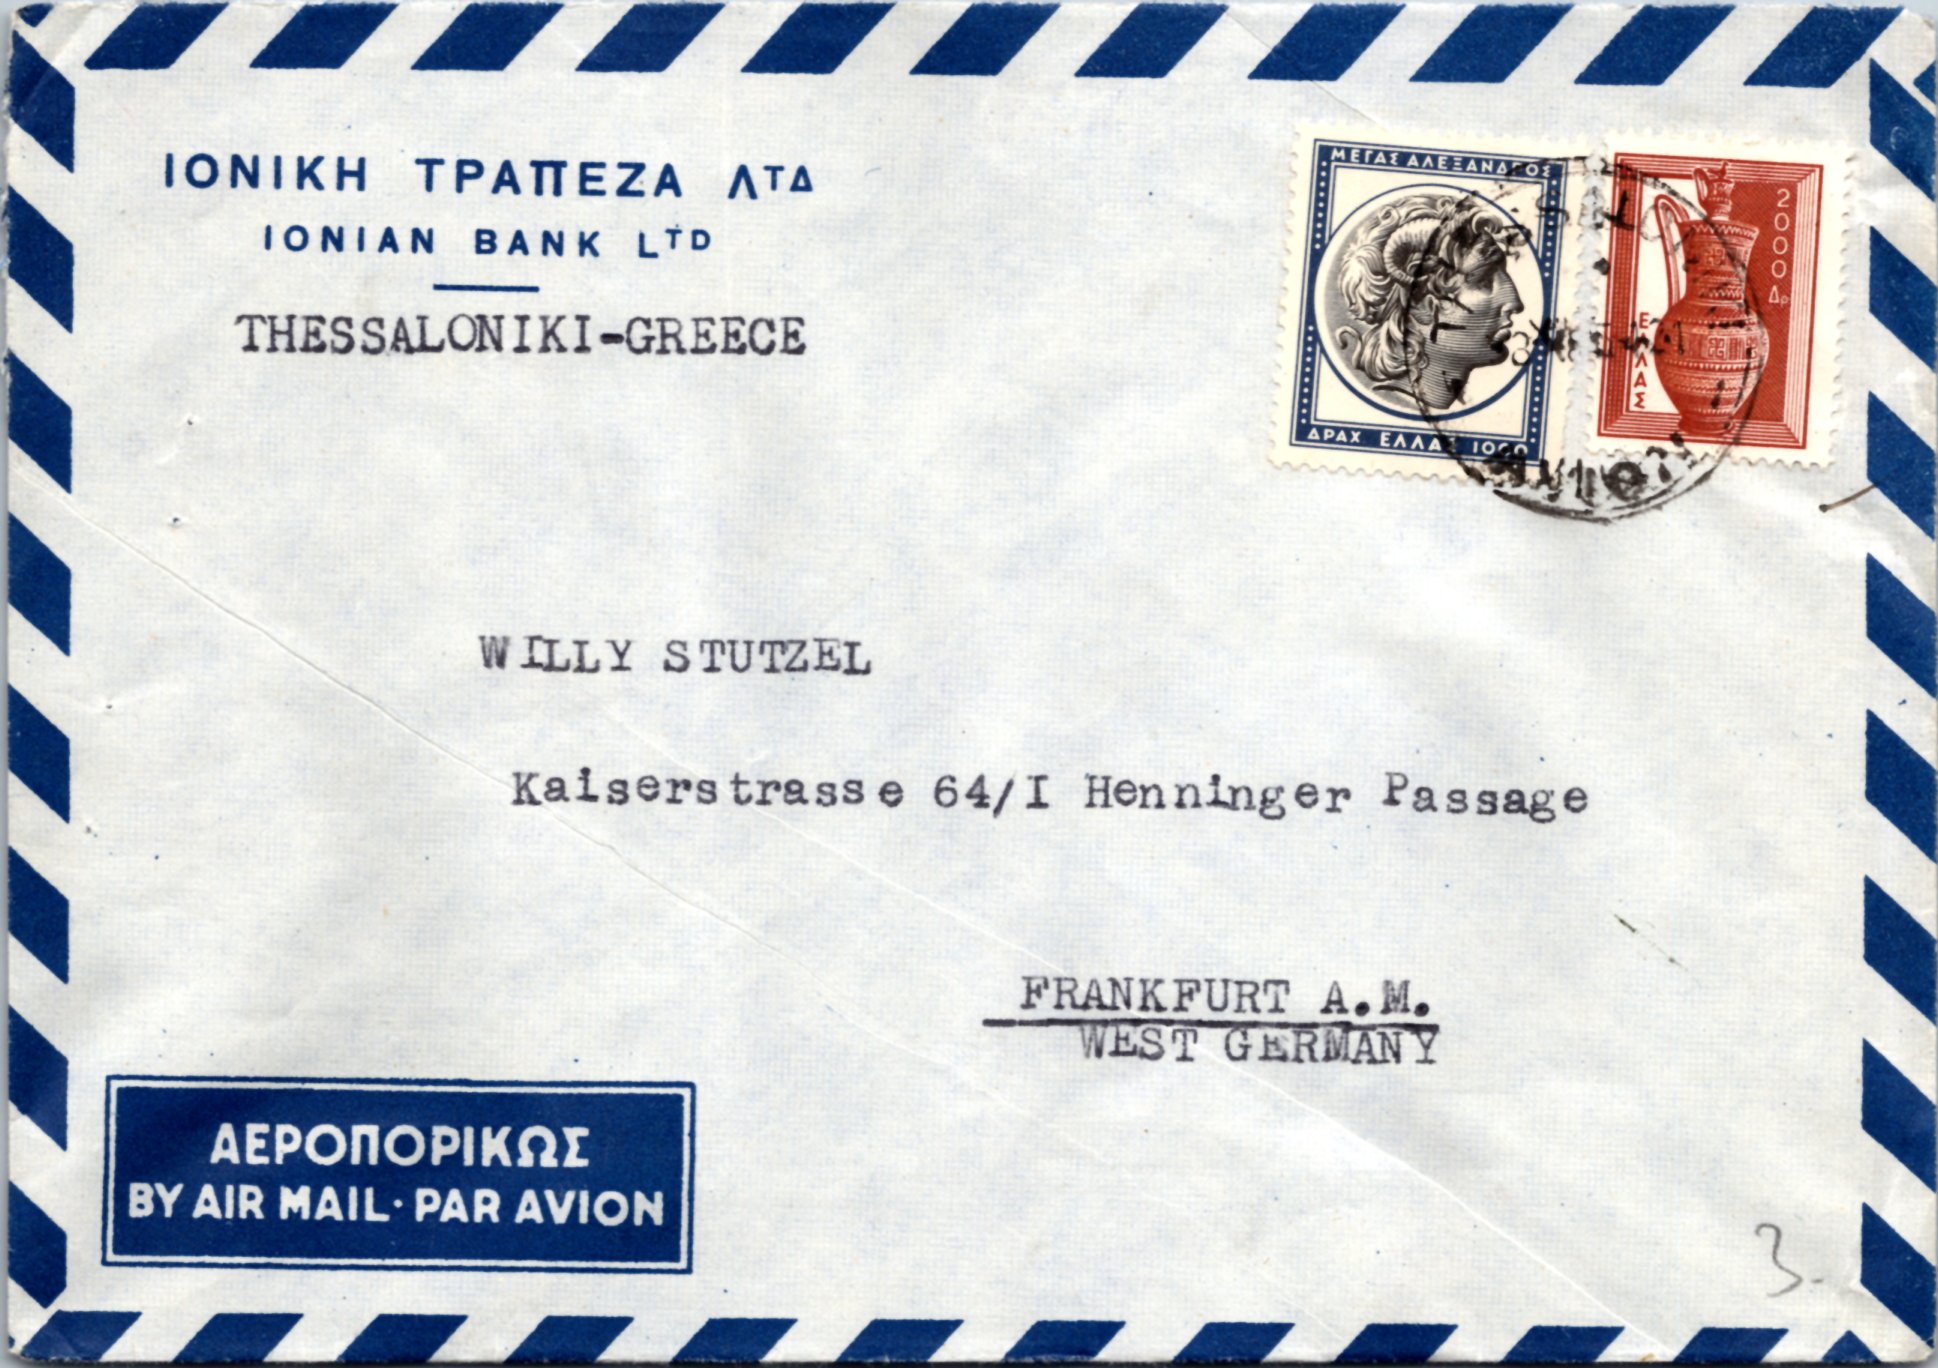 ΙΟΝΙΚΗ ΤΡΑΠΕΖΑ ΛΤΔ
IONIAN BANK LTD
THESSALONIKI-GREECE
ΜΕΓΑΣ ΑΛΕΞΑΝΔΡΟΣ
ΔΡΑΧ ΕΛΛΑΣ 1000
2000 Δρ
ΕΛΛΑΣ
WILLY STUTZEL
Kaiserstrasse 64/I Henninger Passage
FRANKFURT A.M.
WEST GERMANY
ΑΕΡΟΠΟΡΙΚΩΣ
BY AIR MAIL·PAR AVION
3.